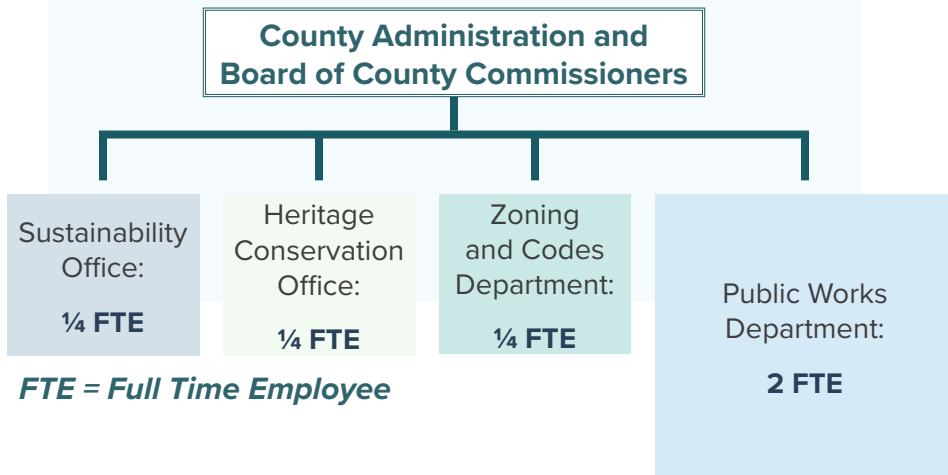 County Administration and
Board of County Commissioners
Sustainability
Office:
¼ FTE
Heritage
Conservation
Office:
¼ FTE
Zoning
and Codes
Department:
¼ FTE
Public Works
Department:
2 FTE
FTE = Full Time Employee